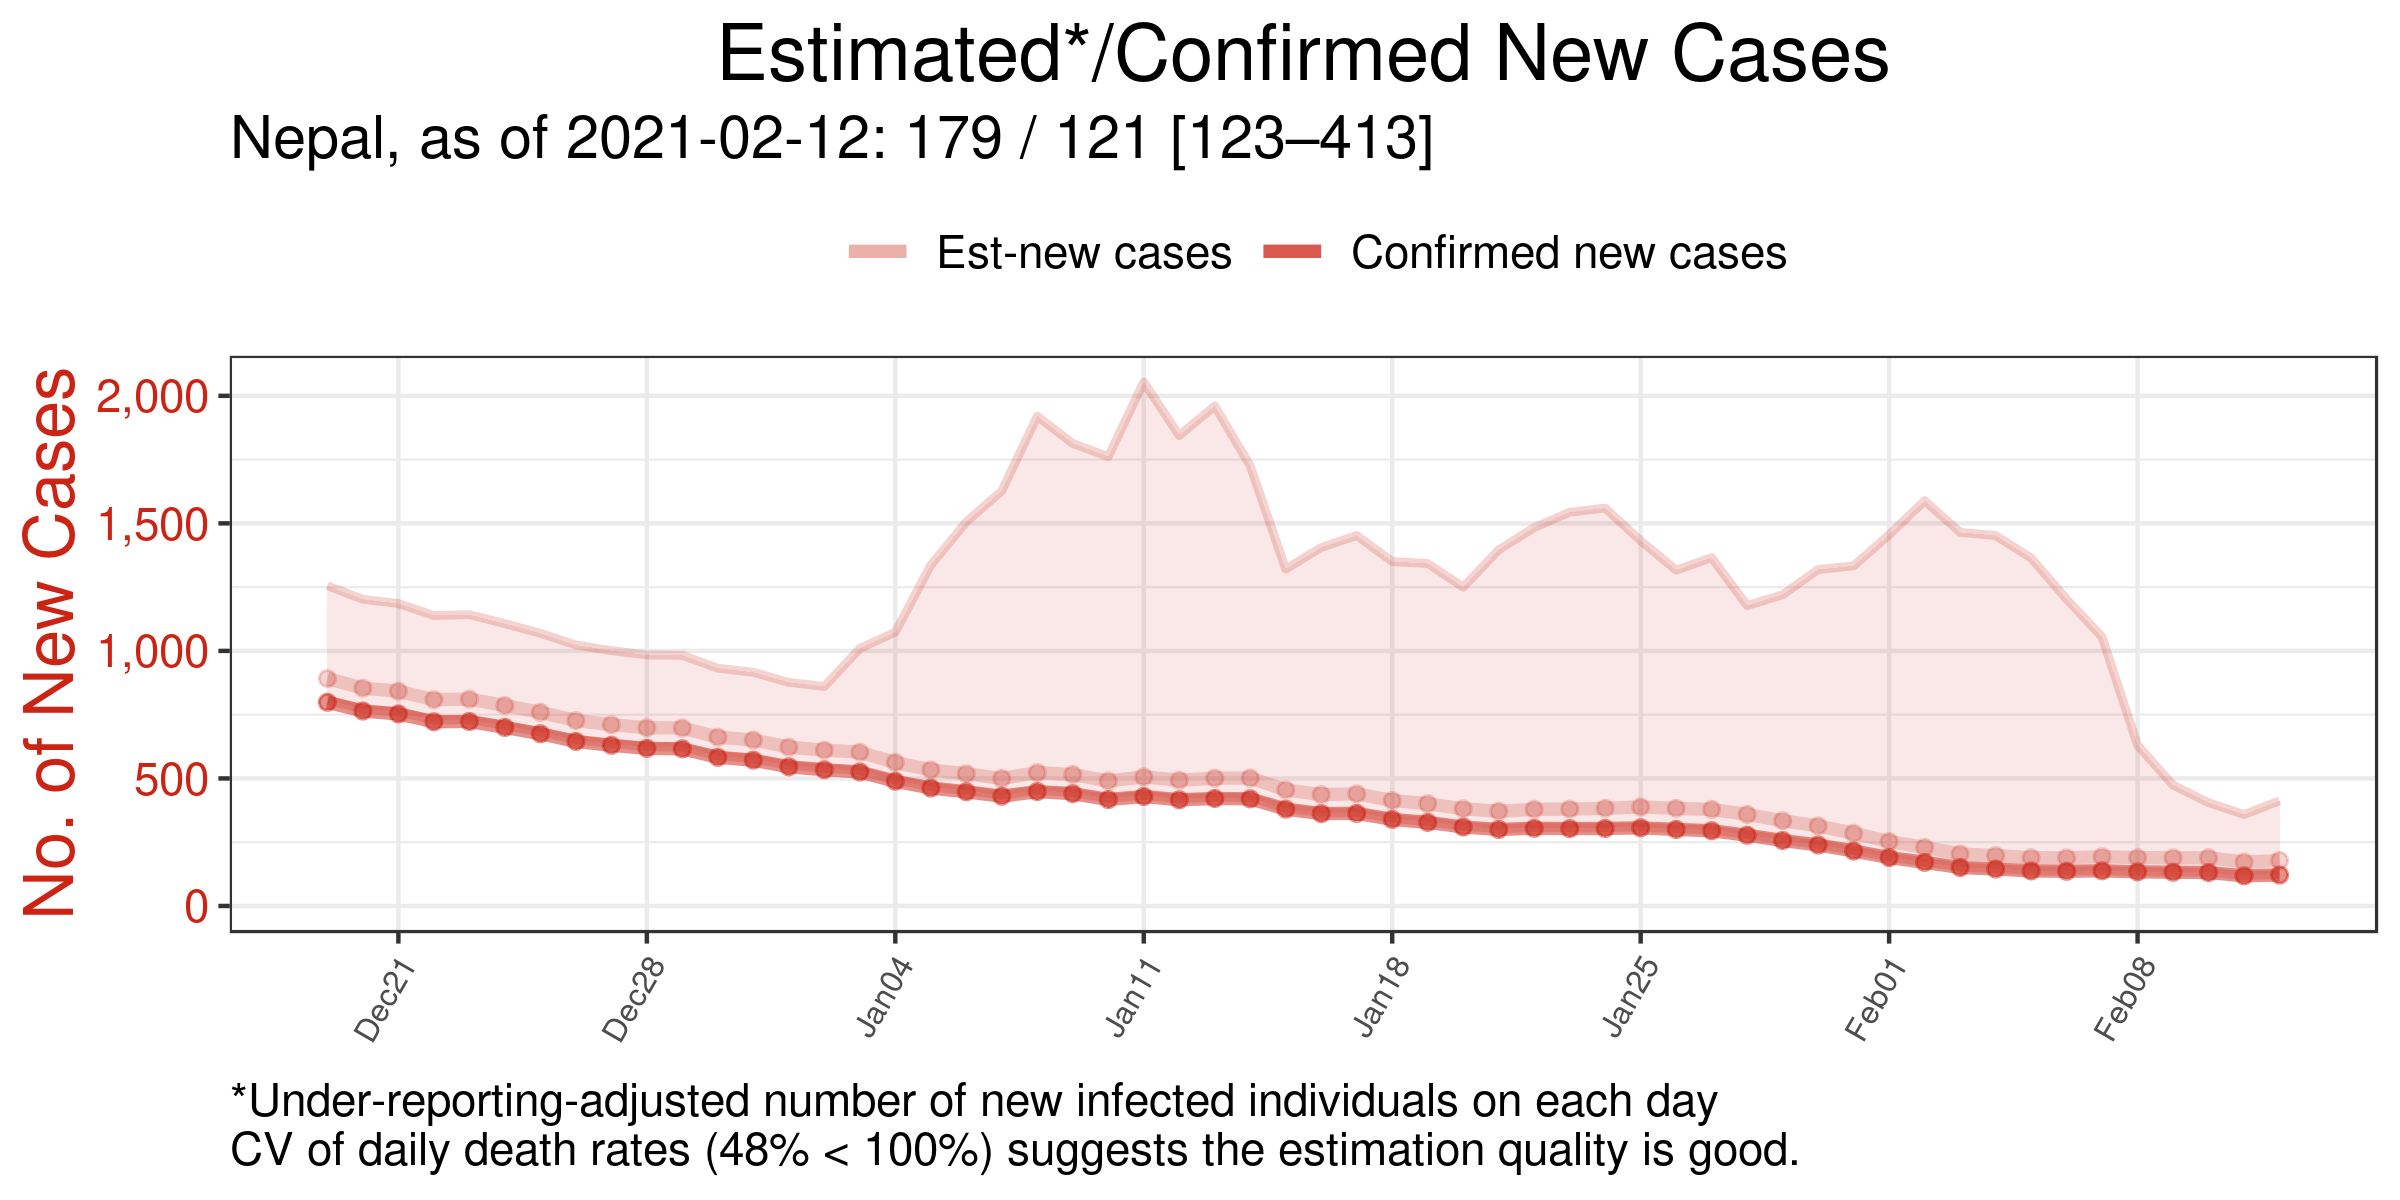 Estimated*/Confirmed New Cases
Nepal, as of 2021-02-12: 179 / 121 [123–413]
Est-new cases Confirmed new cases
No. of New Cases
2,000
1,500
1,000
500
0
Dec21 Dec28 Jan04 Jan11 Jan18 Jan25 Feb01 Feb08
*Under-reporting-adjusted number of new infected individuals on each day
CV of daily death rates (48% < 100%) suggests the estimation quality is good.